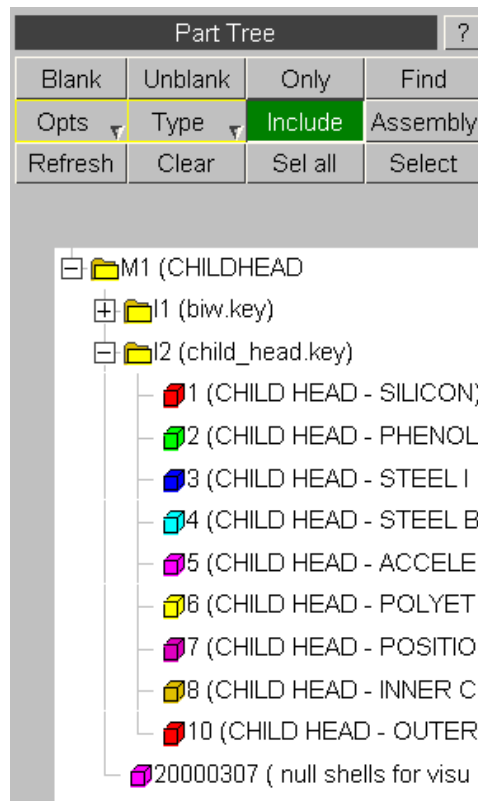 Part Tree ?
Blank Unblank Only Find
Opts Type Include Assembly
Refresh Clear Sel all Select
M1 (CHILDHEAD
I1 (biw.key)
I2 (child_head.key)
1 (CHILD HEAD - SILICON)
2 (CHILD HEAD - PHENOL
3 (CHILD HEAD - STEEL I
4 (CHILD HEAD - STEEL B
5 (CHILD HEAD - ACCELE
6 (CHILD HEAD - POLYET
7 (CHILD HEAD - POSITIO
8 (CHILD HEAD - INNER C
10 (CHILD HEAD - OUTER
20000307 ( null shells for visu